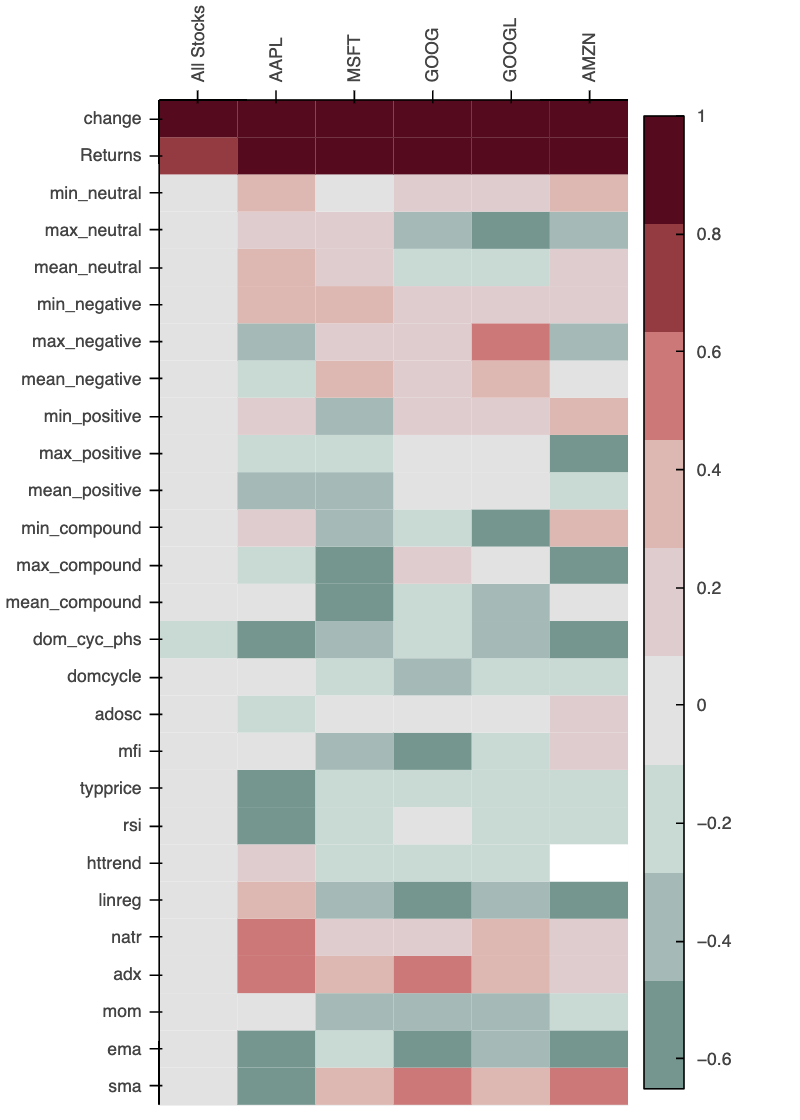 All Stocks
AAPL
MSFT
GOOG
GOOGL
AMZN
change
Returns
min_neutral
max_neutral
mean_neutral
min_negative
max_negative
mean_negative
min_positive
max_positive
mean_positive
min_compound
max_compound
mean_compound
dom_cyc_phs
domcycle
adosc
mfi
typprice
rsi
httrend
linreg
natr
adx
mom
ema
sma
1
0.8
0.6
0.4
0.2
0
−0.2
−0.4
−0.6